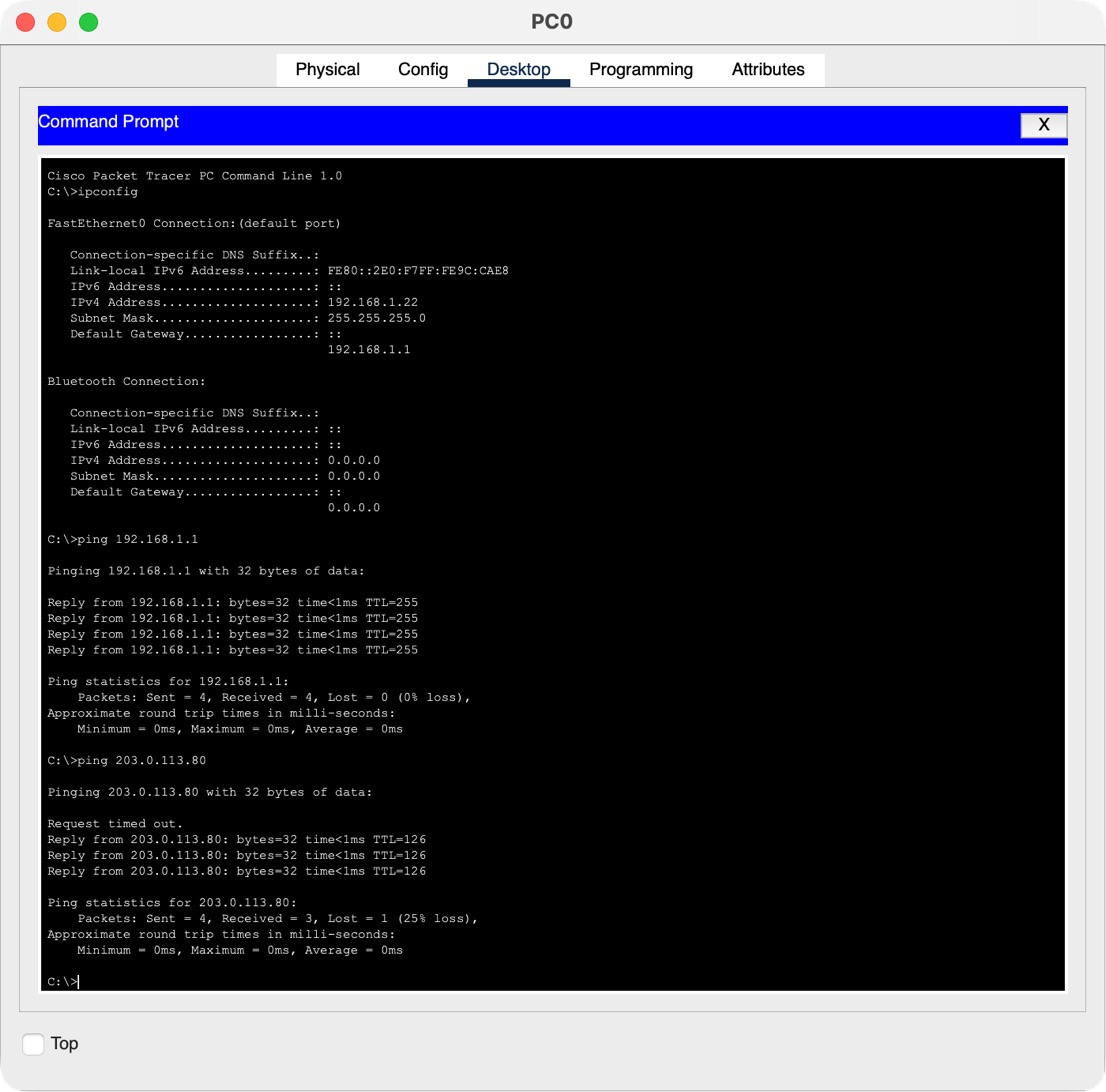 PC0
Physical Config Desktop Programming Attributes
Command Prompt
X
Cisco Packet Tracer PC Command Line 1.0
C:\>ipconfig
FastEthernet0 Connection:(default port)
Connection-specific DNS Suffix..:
Link-local IPv6 Address.........: FE80::2E0:F7FF:FE9C:CAE8
IPv6 Address....................: ::
IPv4 Address....................: 192.168.1.22
Subnet Mask.....................: 255.255.255.0
Default Gateway.................: ::
192.168.1.1
Bluetooth Connection:
Connection-specific DNS Suffix..:
Link-local IPv6 Address.........: ::
IPv6 Address....................: ::
IPv4 Address....................: 0.0.0.0
Subnet Mask.....................: 0.0.0.0
Default Gateway.................: ::
0.0.0.0
C:\>ping 192.168.1.1
Pinging 192.168.1.1 with 32 bytes of data:
Reply from 192.168.1.1: bytes=32 time<1ms TTL=255
Reply from 192.168.1.1: bytes=32 time<1ms TTL=255
Reply from 192.168.1.1: bytes=32 time<1ms TTL=255
Reply from 192.168.1.1: bytes=32 time<1ms TTL=255
Ping statistics for 192.168.1.1:
Packets: Sent = 4, Received = 4, Lost = 0 (0% loss),
Approximate round trip times in milli-seconds:
Minimum = 0ms, Maximum = 0ms, Average = 0ms
C:\>ping 203.0.113.80
Pinging 203.0.113.80 with 32 bytes of data:
Request timed out.
Reply from 203.0.113.80: bytes=32 time<1ms TTL=126
Reply from 203.0.113.80: bytes=32 time<1ms TTL=126
Reply from 203.0.113.80: bytes=32 time<1ms TTL=126
Ping statistics for 203.0.113.80:
Packets: Sent = 4, Received = 3, Lost = 1 (25% loss),
Approximate round trip times in milli-seconds:
Minimum = 0ms, Maximum = 0ms, Average = 0ms
C:\>
Top